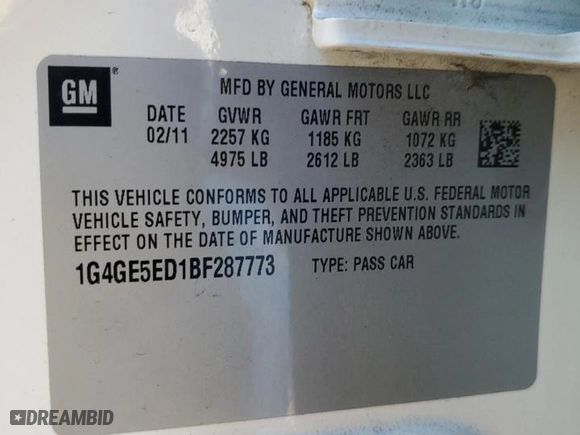 GM
MFD BY GENERAL MOTORS LLC
DATE GVWR GAWR FRT GAWR RR
02/11 2257 KG 1185 KG 1072 KG
4975 LB 2612 LB 2363 LB
THIS VEHICLE CONFORMS TO ALL APPLICABLE U.S. FEDERAL MOTOR
VEHICLE SAFETY, BUMPER, AND THEFT PREVENTION STANDARDS IN
EFFECT ON THE DATE OF MANUFACTURE SHOWN ABOVE.
1G4GE5ED1BF287773 TYPE: PASS CAR
DREAMBID